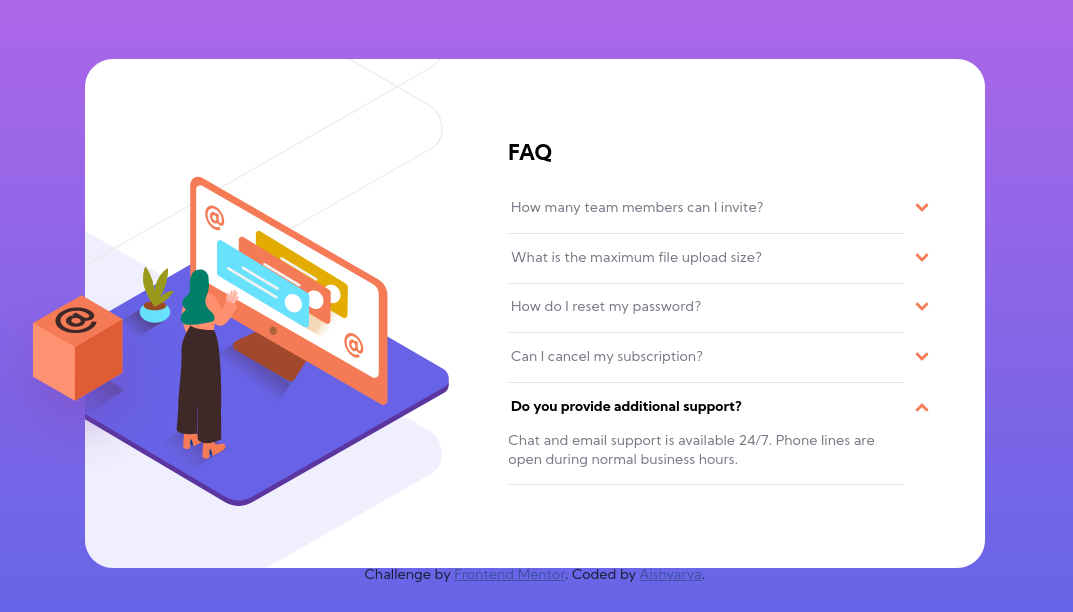 FAQ
How many team members can I invite?
What is the maximum file upload size?
How do I reset my password?
Can I cancel my subscription?
Do you provide additional support?
Chat and email support is available 24/7. Phone lines are
open during normal business hours.
@
@
@
Challenge by Frontend Mentor. Coded by Aishvarya.